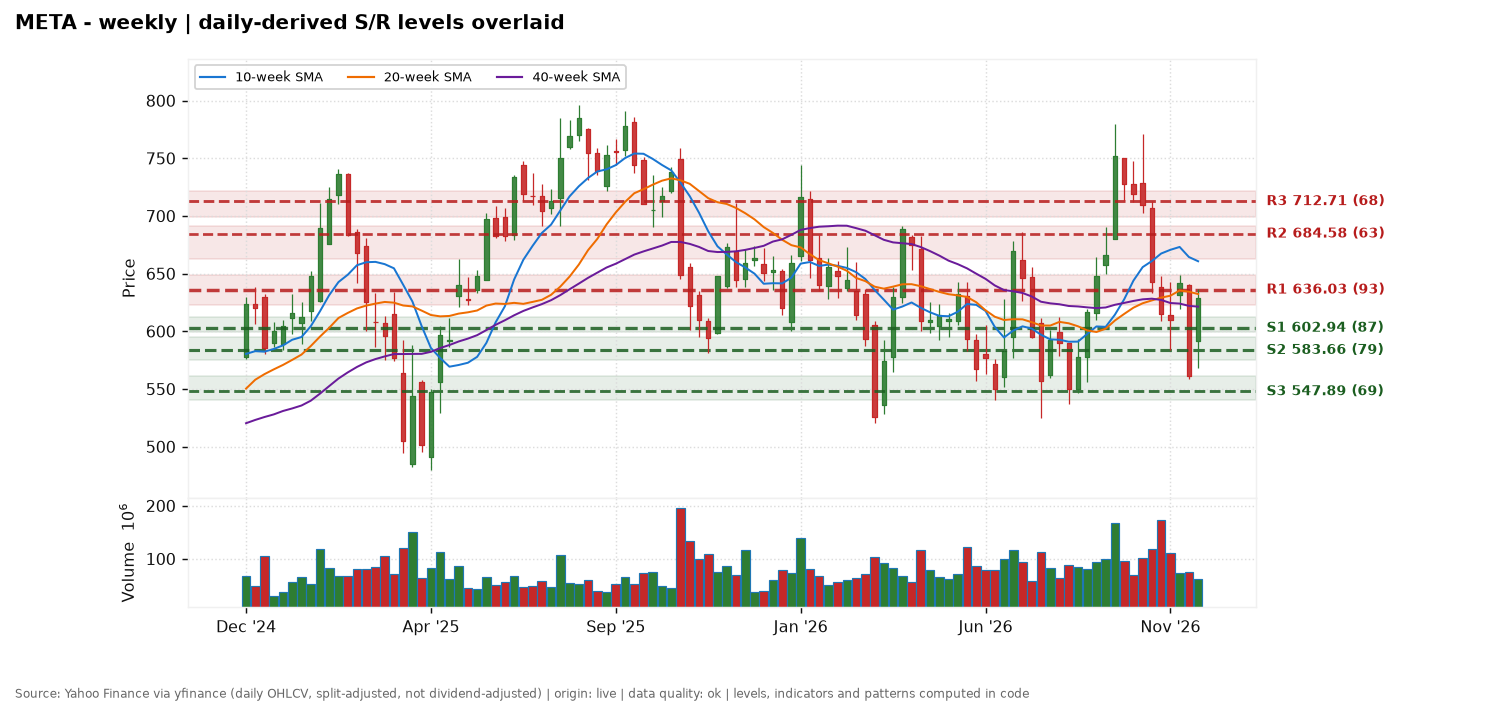 META - weekly | daily-derived S/R levels overlaid
10-week SMA
20-week SMA
40-week SMA
Price
800
750
700
650
600
550
500
R3 712.71 (68)
R2 684.58 (63)
R1 636.03 (93)
S1 602.94 (87)
S2 583.66 (79)
S3 547.89 (69)
Volume 10⁶
200
100
Dec '24
Apr '25
Sep '25
Jan '26
Jun '26
Nov '26
Source: Yahoo Finance via yfinance (daily OHLCV, split-adjusted, not dividend-adjusted) | origin: live | data quality: ok | levels, indicators and patterns computed in code